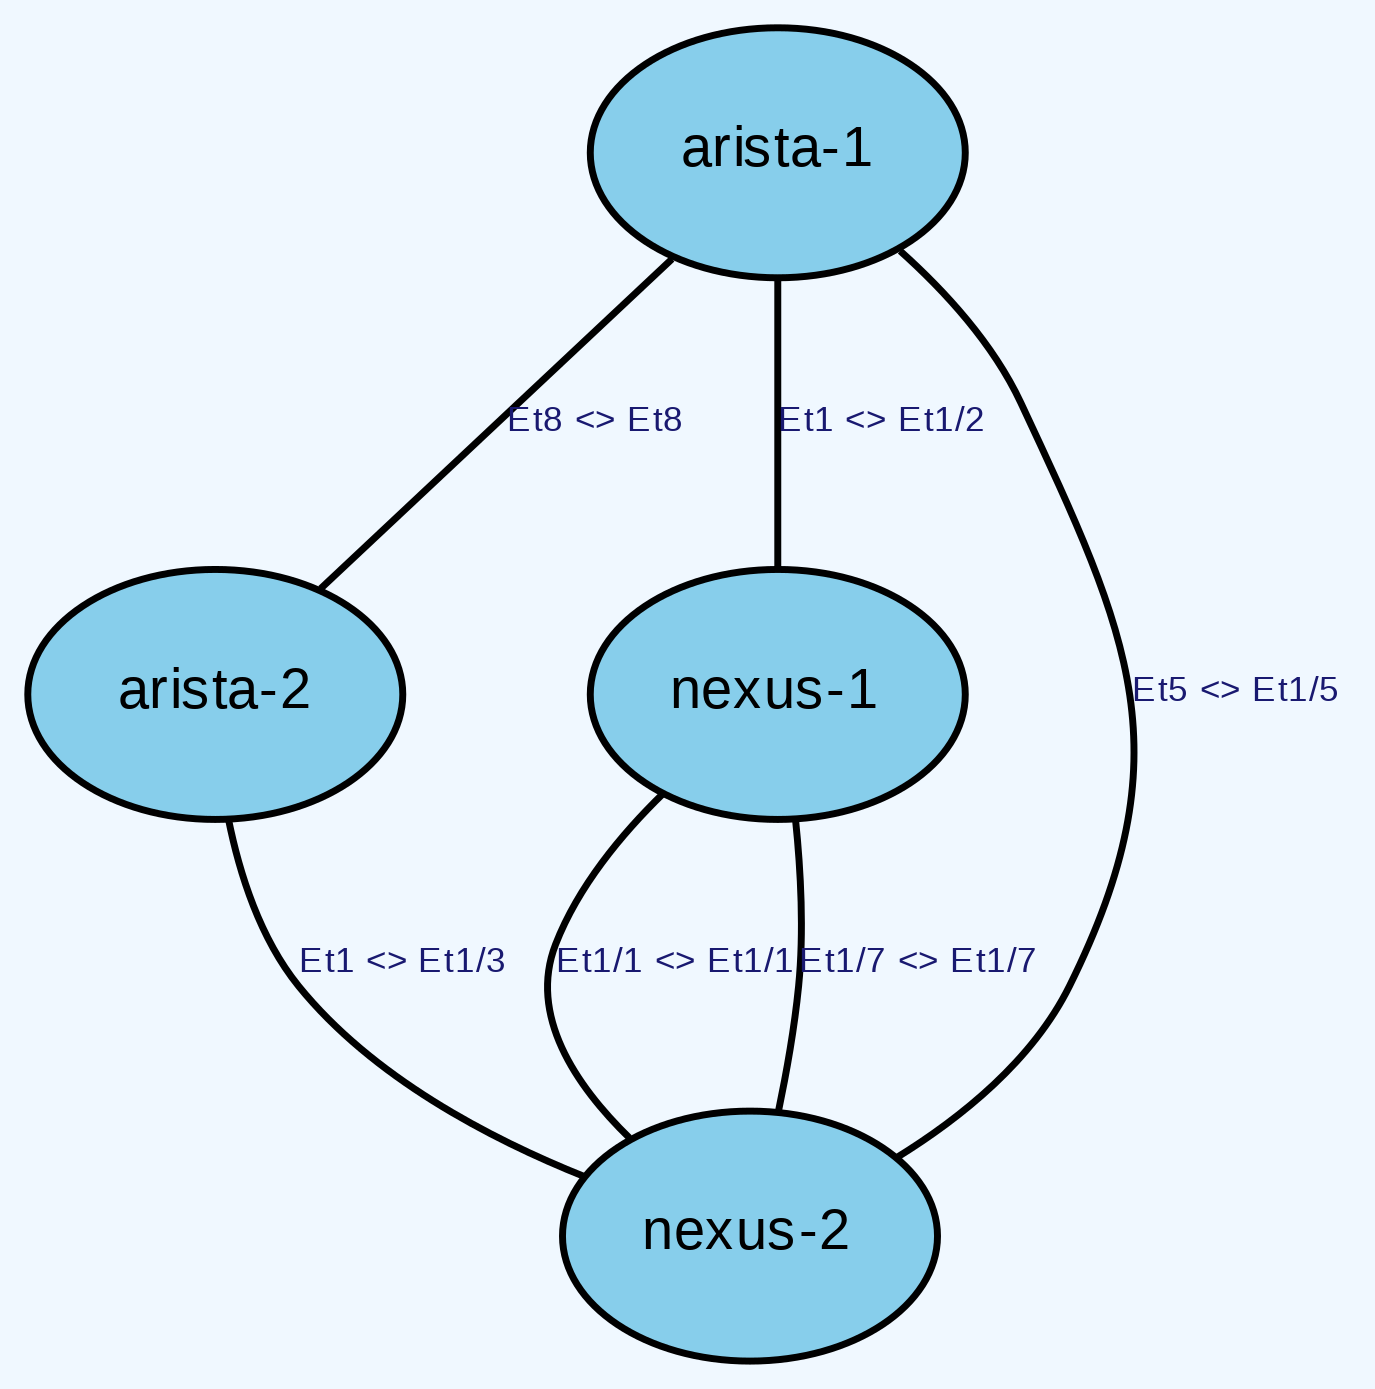 arista-1
Et8 <> Et8
Et1 <> Et1/2
arista-2
nexus-1
Et5 <> Et1/5
Et1 <> Et1/3
Et1/1 <> Et1/1
Et1/7 <> Et1/7
nexus-2